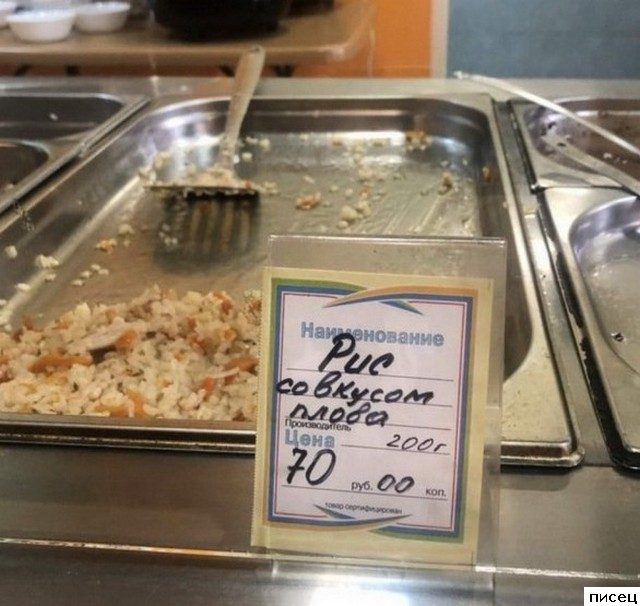 Наименование
Рис
со вкусом
плова
Производитель
200г.
Цена
70 руб. 00 коп.
товар сертифицирован
писец